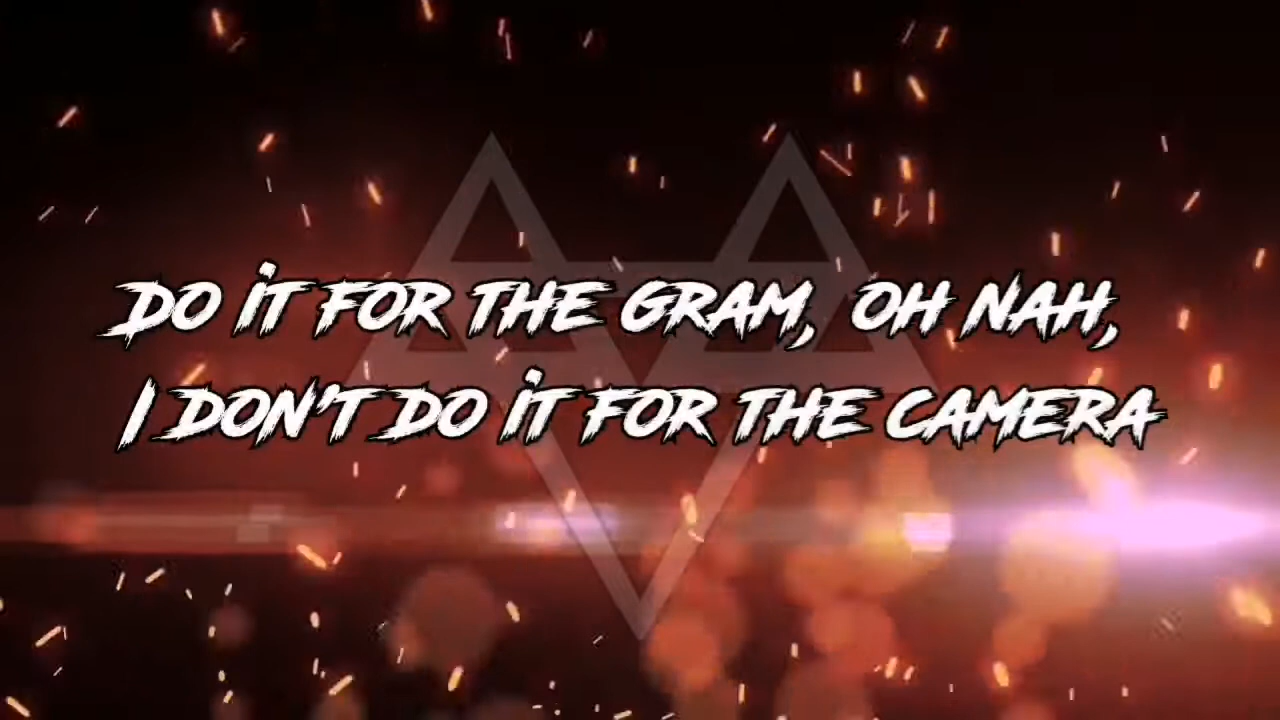 DO IT FOR THE GRAM, OH NAH,
I DON'T DO IT FOR THE CAMERA